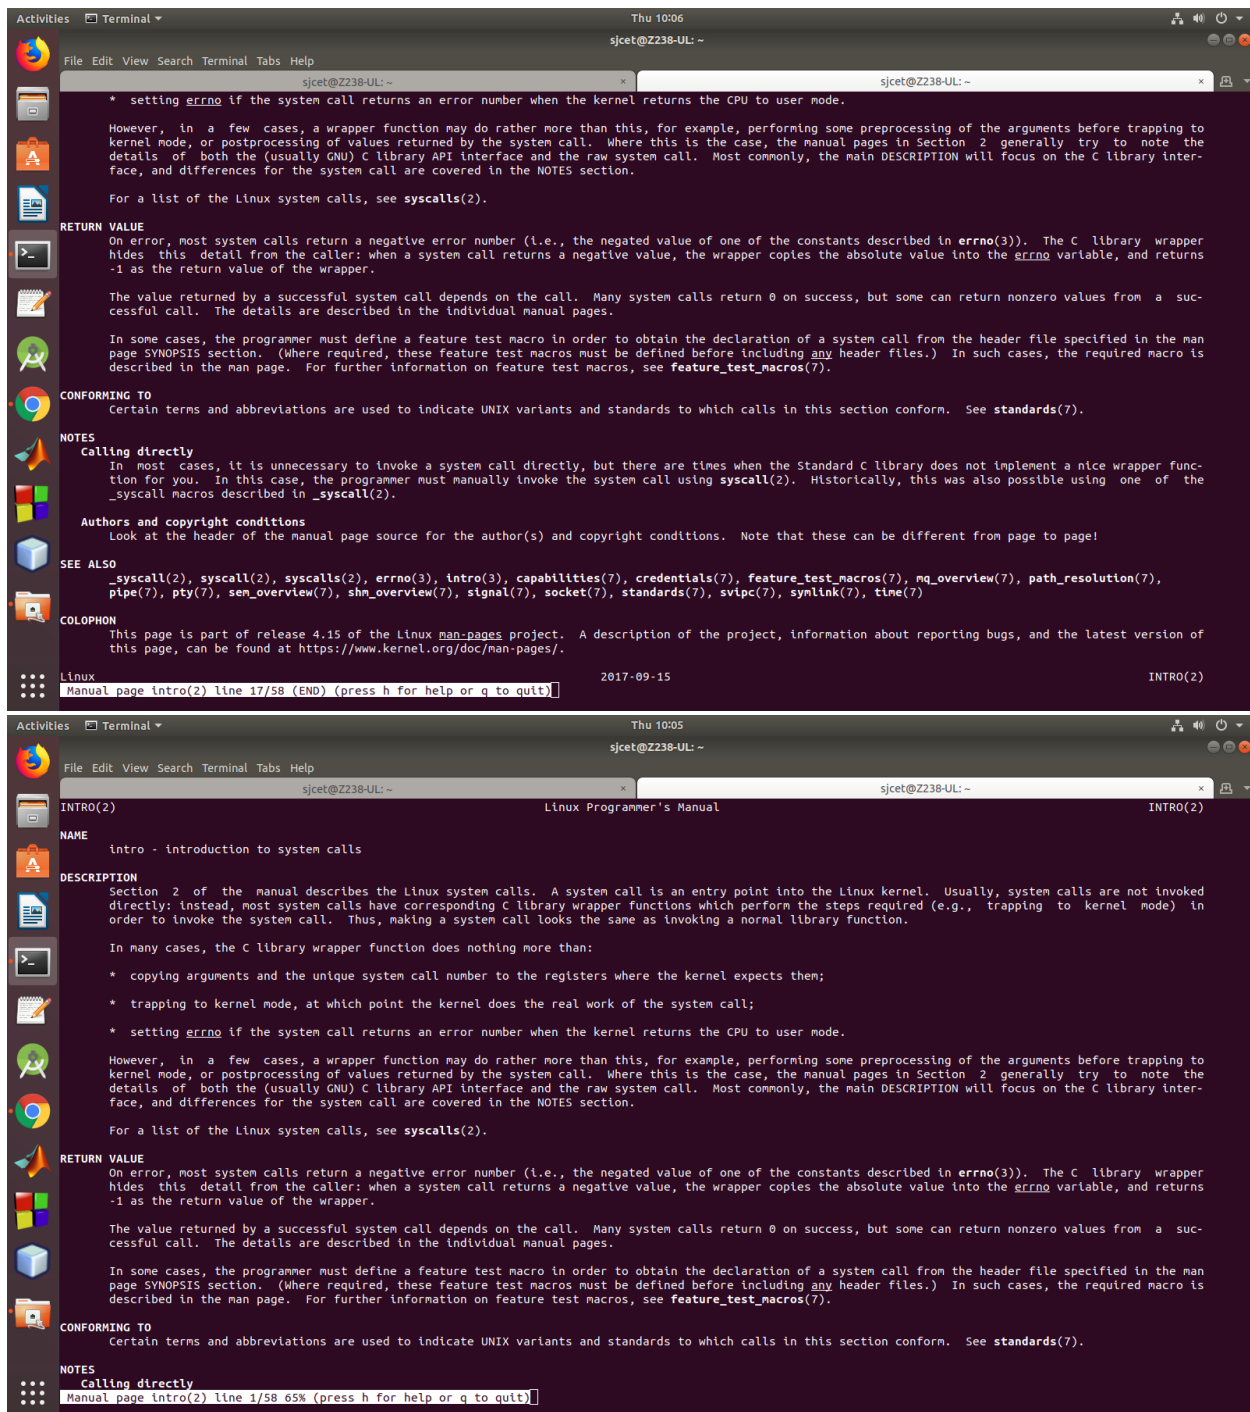 Activities Terminal Thu 10:06
sjcet@Z238-UL: ~
File Edit View Search Terminal Tabs Help
sjcet@Z238-UL: ~ × sjcet@Z238-UL: ~ ×
* setting errno if the system call returns an error number when the kernel returns the CPU to user mode.
However, in a few cases, a wrapper function may do rather more than this, for example, performing some preprocessing of the arguments before trapping to
kernel mode, or postprocessing of values returned by the system call. Where this is the case, the manual pages in Section 2 generally try to note the
details of both the (usually GNU) C library API interface and the raw system call. Most commonly, the main DESCRIPTION will focus on the C library inter-
face, and differences for the system call are covered in the NOTES section.
For a list of the Linux system calls, see syscalls(2).
RETURN VALUE
On error, most system calls return a negative error number (i.e., the negated value of one of the constants described in errno(3)). The C library wrapper
hides this detail from the caller: when a system call returns a negative value, the wrapper copies the absolute value into the errno variable, and returns
-1 as the return value of the wrapper.
The value returned by a successful system call depends on the call. Many system calls return 0 on success, but some can return nonzero values from a suc-
cessful call. The details are described in the individual manual pages.
In some cases, the programmer must define a feature test macro in order to obtain the declaration of a system call from the header file specified in the man
page SYNOPSIS section. (Where required, these feature test macros must be defined before including any header files.) In such cases, the required macro is
described in the man page. For further information on feature test macros, see feature_test_macros(7).
CONFORMING TO
Certain terms and abbreviations are used to indicate UNIX variants and standards to which calls in this section conform. See standards(7).
NOTES
Calling directly
In most cases, it is unnecessary to invoke a system call directly, but there are times when the Standard C library does not implement a nice wrapper func-
tion for you. In this case, the programmer must manually invoke the system call using syscall(2). Historically, this was also possible using one of the
_syscall macros described in _syscall(2).
Authors and copyright conditions
Look at the header of the manual page source for the author(s) and copyright conditions. Note that these can be different from page to page!
SEE ALSO
_syscall(2), syscall(2), syscalls(2), errno(3), intro(3), capabilities(7), credentials(7), feature_test_macros(7), mq_overview(7), path_resolution(7),
pipe(7), pty(7), sem_overview(7), shm_overview(7), signal(7), socket(7), standards(7), svipc(7), symlink(7), time(7)
COLOPHON
This page is part of release 4.15 of the Linux man-pages project. A description of the project, information about reporting bugs, and the latest version of
this page, can be found at https://www.kernel.org/doc/man-pages/.
Linux 2017-09-15 INTRO(2)
Manual page intro(2) line 17/58 (END) (press h for help or q to quit)
Activities Terminal Thu 10:05
sjcet@Z238-UL: ~
File Edit View Search Terminal Tabs Help
sjcet@Z238-UL: ~ × sjcet@Z238-UL: ~ ×
INTRO(2) Linux Programmer's Manual INTRO(2)
NAME
intro - introduction to system calls
DESCRIPTION
Section 2 of the manual describes the Linux system calls. A system call is an entry point into the Linux kernel. Usually, system calls are not invoked
directly: instead, most system calls have corresponding C library wrapper functions which perform the steps required (e.g., trapping to kernel mode) in
order to invoke the system call. Thus, making a system call looks the same as invoking a normal library function.
In many cases, the C library wrapper function does nothing more than:
* copying arguments and the unique system call number to the registers where the kernel expects them;
* trapping to kernel mode, at which point the kernel does the real work of the system call;
* setting errno if the system call returns an error number when the kernel returns the CPU to user mode.
However, in a few cases, a wrapper function may do rather more than this, for example, performing some preprocessing of the arguments before trapping to
kernel mode, or postprocessing of values returned by the system call. Where this is the case, the manual pages in Section 2 generally try to note the
details of both the (usually GNU) C library API interface and the raw system call. Most commonly, the main DESCRIPTION will focus on the C library inter-
face, and differences for the system call are covered in the NOTES section.
For a list of the Linux system calls, see syscalls(2).
RETURN VALUE
On error, most system calls return a negative error number (i.e., the negated value of one of the constants described in errno(3)). The C library wrapper
hides this detail from the caller: when a system call returns a negative value, the wrapper copies the absolute value into the errno variable, and returns
-1 as the return value of the wrapper.
The value returned by a successful system call depends on the call. Many system calls return 0 on success, but some can return nonzero values from a suc-
cessful call. The details are described in the individual manual pages.
In some cases, the programmer must define a feature test macro in order to obtain the declaration of a system call from the header file specified in the man
page SYNOPSIS section. (Where required, these feature test macros must be defined before including any header files.) In such cases, the required macro is
described in the man page. For further information on feature test macros, see feature_test_macros(7).
CONFORMING TO
Certain terms and abbreviations are used to indicate UNIX variants and standards to which calls in this section conform. See standards(7).
NOTES
Calling directly
Manual page intro(2) line 1/58 65% (press h for help or q to quit)